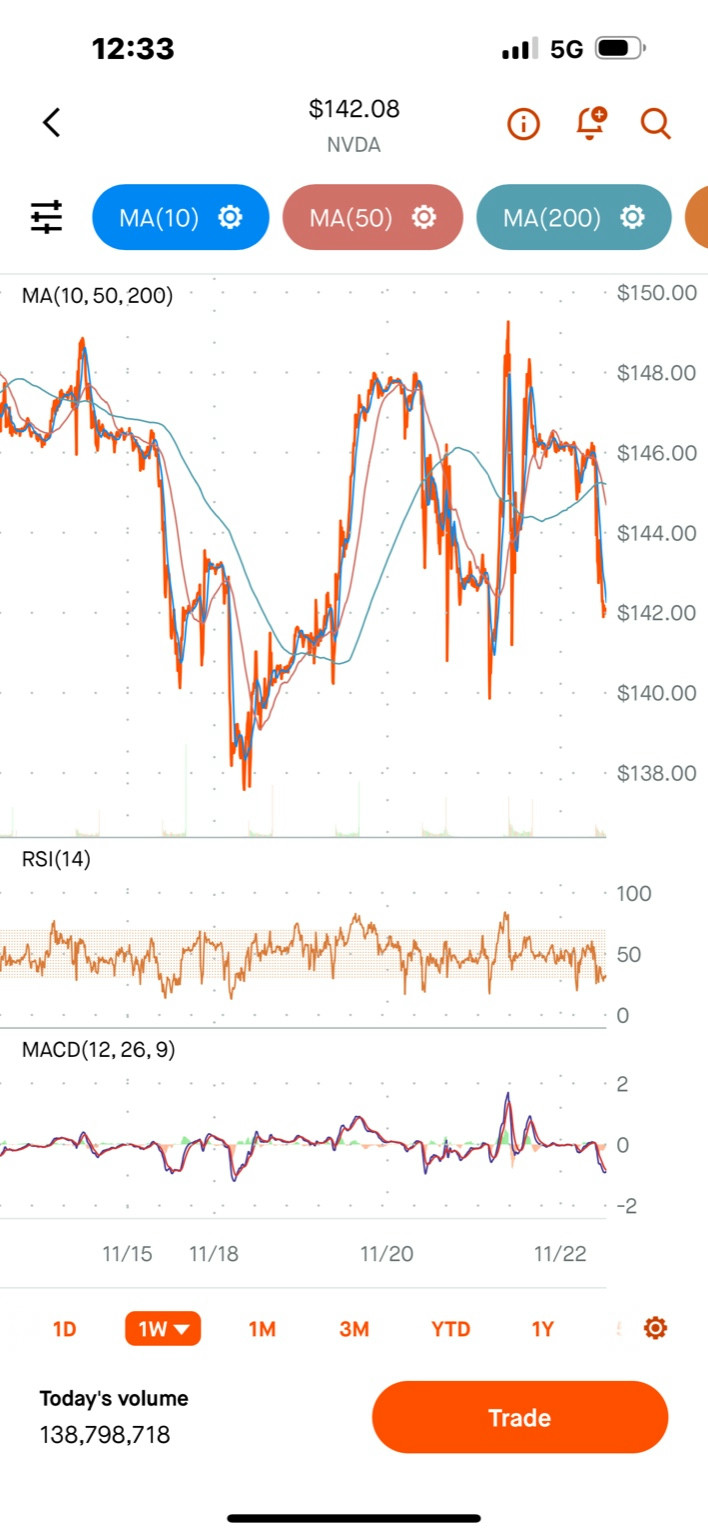 12:33 5G
$142.08
NVDA
MA(10) MA(50) MA(200)
MA(10,50,200)
$150.00
$148.00
$146.00
$144.00
$142.00
$140.00
$138.00
RSI(14)
100
50
0
MACD(12,26,9)
2
0
-2
11/15 11/18 11/20 11/22
1D 1W 1M 3M YTD 1Y
Today's volume
138,798,718
Trade